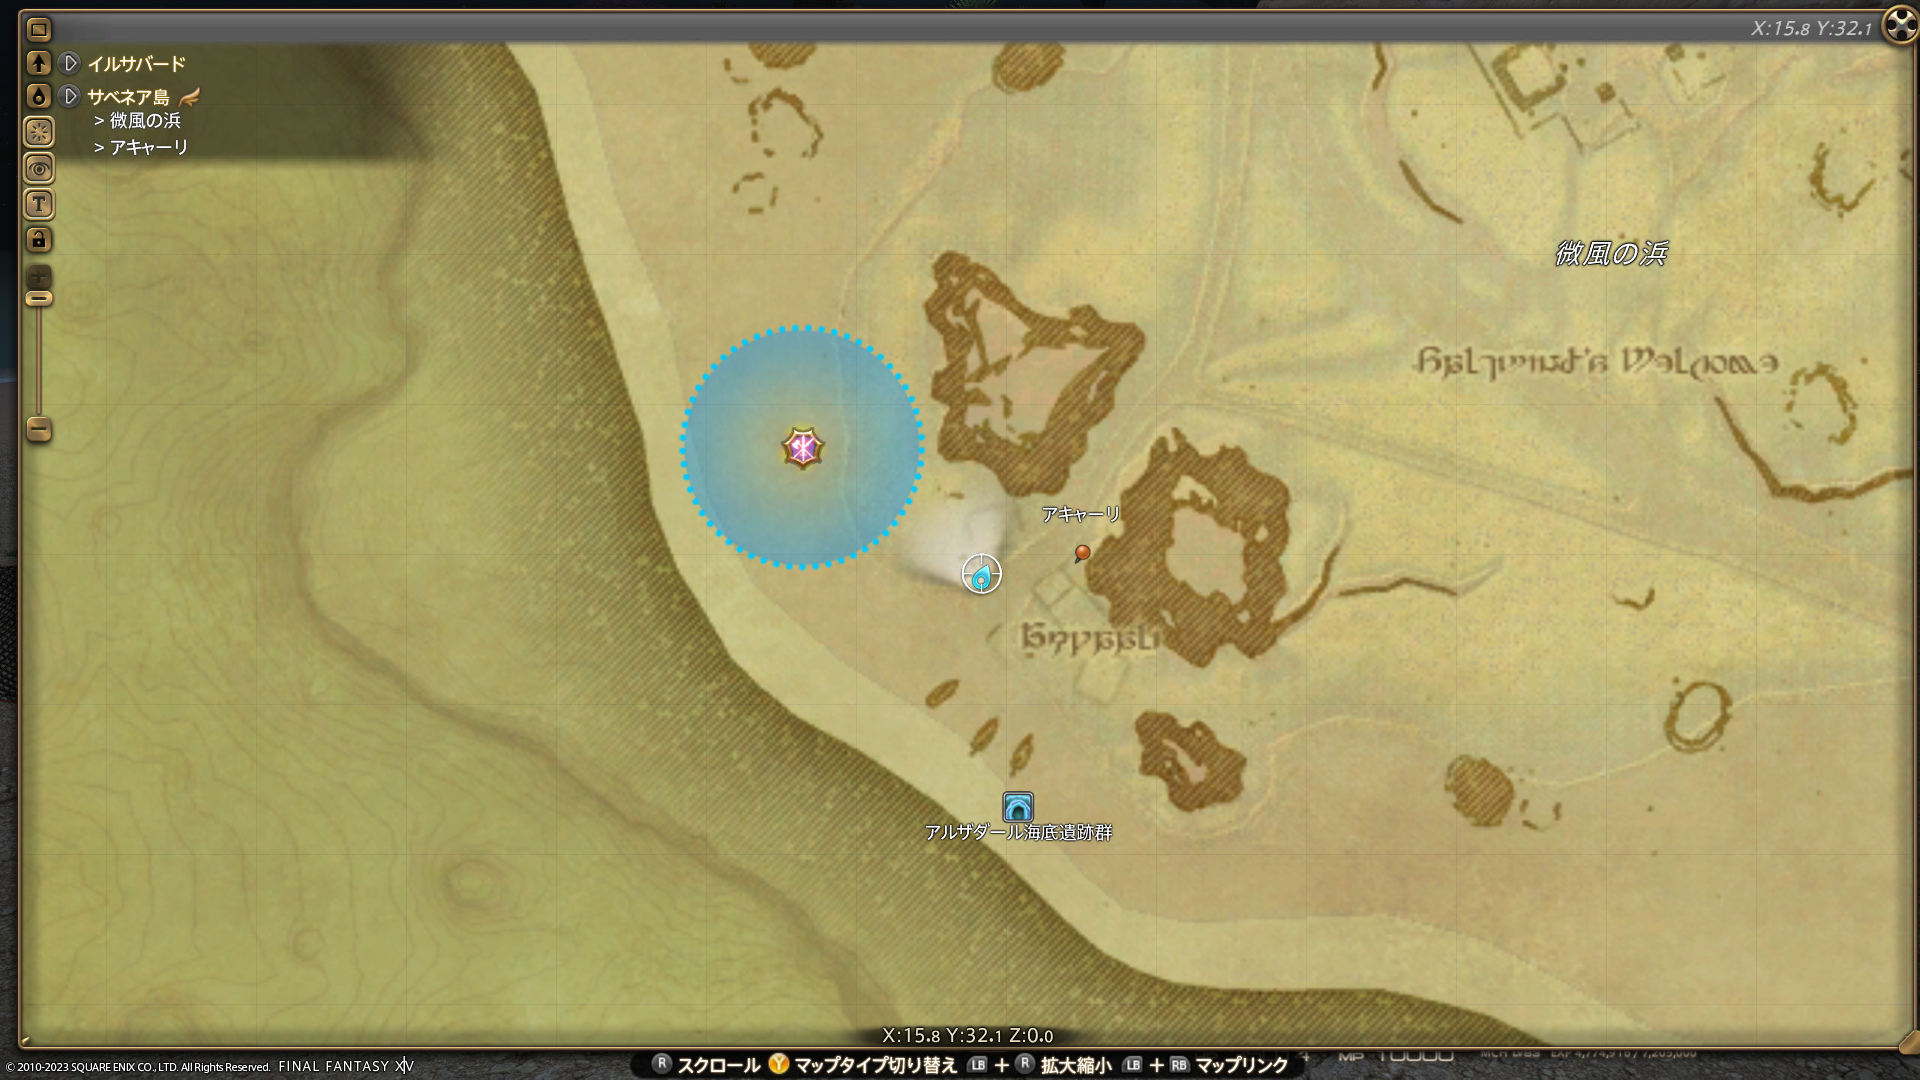 X:15.8 Y:32.1
イルサバード
サベネア島
> 微風の浜
> アキャーリ
T
微風の浜
アキャーリ
アルザダール海底遺跡群
X:15.8 Y:32.1 Z:0.0
© 2010-2023 SQUARE ENIX CO., LTD. All Rights Reserved. FINAL FANTASY XIV
R スクロール Y マップタイプ切り替え LB + R 拡大縮小 LB + RB マップリンク
MP 10000